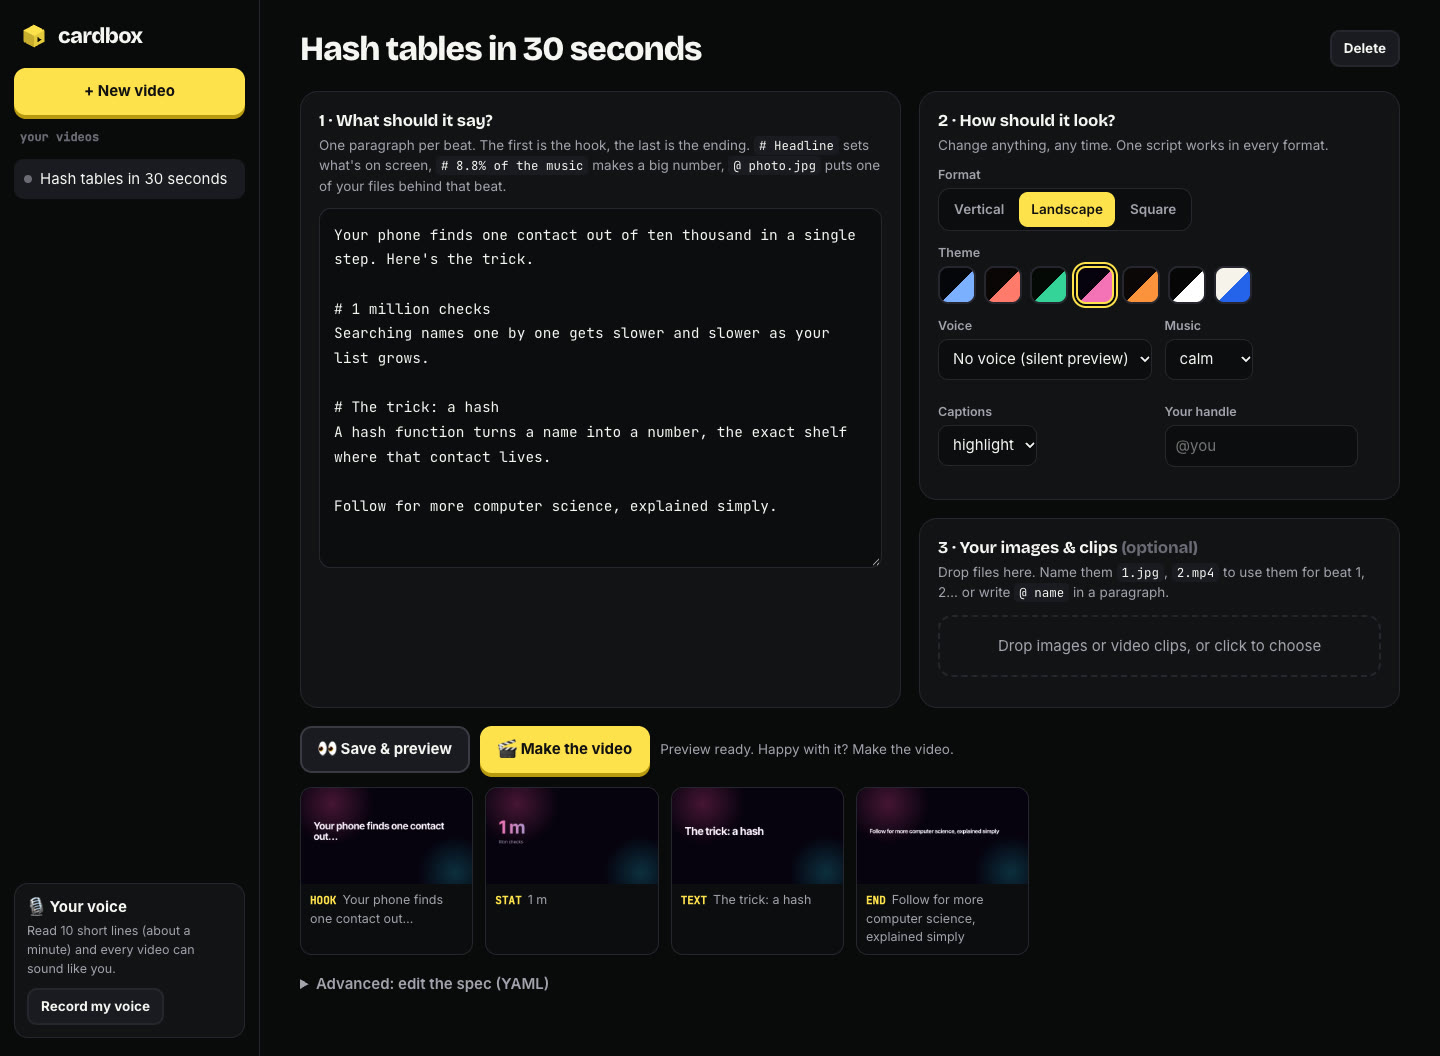 cardbox
+ New video
your videos
Hash tables in 30 seconds
🎙️ Your voice
Read 10 short lines (about a
minute) and every video can
sound like you.
Record my voice
Hash tables in 30 seconds
Delete
1 · What should it say?
One paragraph per beat. The first is the hook, the last is the ending. # Headline sets
what's on screen, # 8.8% of the music makes a big number, @ photo.jpg puts one
of your files behind that beat.
Your phone finds one contact out of ten thousand in a single
step. Here's the trick.
# 1 million checks
Searching names one by one gets slower and slower as your
list grows.
# The trick: a hash
A hash function turns a name into a number, the exact shelf
where that contact lives.
Follow for more computer science, explained simply.
2 · How should it look?
Change anything, any time. One script works in every format.
Format
Vertical Landscape Square
Theme
Voice Music
No voice (silent preview) calm
Captions Your handle
highlight @you
3 · Your images & clips (optional)
Drop files here. Name them 1.jpg, 2.mp4 to use them for beat 1,
2... or write @ name in a paragraph.
Drop images or video clips, or click to choose
👀 Save & preview 🎬 Make the video Preview ready. Happy with it? Make the video.
Your phone finds one contact
out...
HOOK Your phone finds
one contact out...
1m
STAT 1 m
The trick: a hash
TEXT The trick: a hash
Follow for more computer science, explained simply
END Follow for more
computer science,
explained simply
Advanced: edit the spec (YAML)